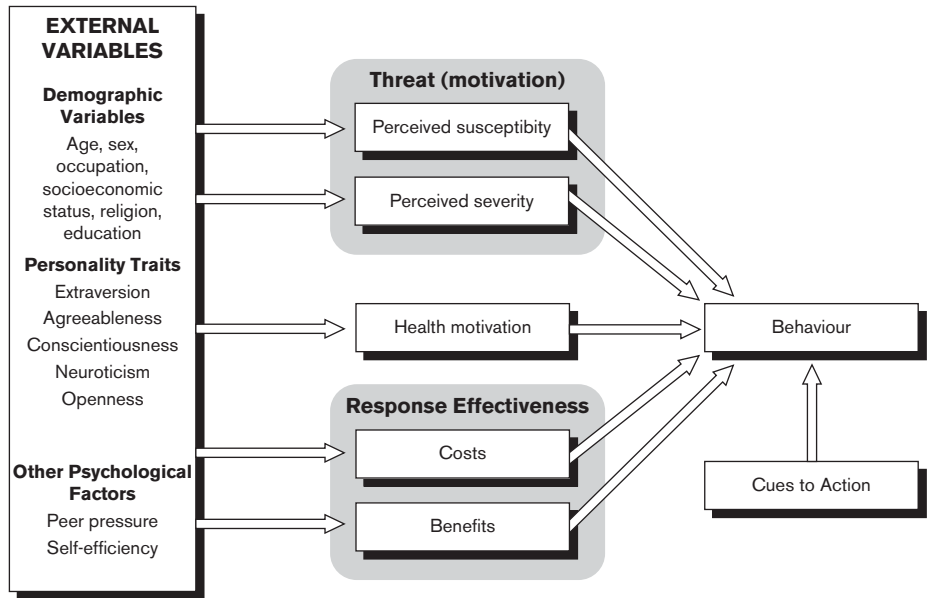 EXTERNAL
VARIABLES
Demographic
Variables
Age, sex,
occupation,
socioeconomic
status, religion,
education
Personality Traits
Extraversion
Agreeableness
Conscientiousness
Neuroticism
Openness
Other Psychological
Factors
Peer pressure
Self-efficiency
Threat (motivation)
Perceived susceptibity
Perceived severity
Health motivation
Response Effectiveness
Costs
Benefits
Behaviour
Cues to Action